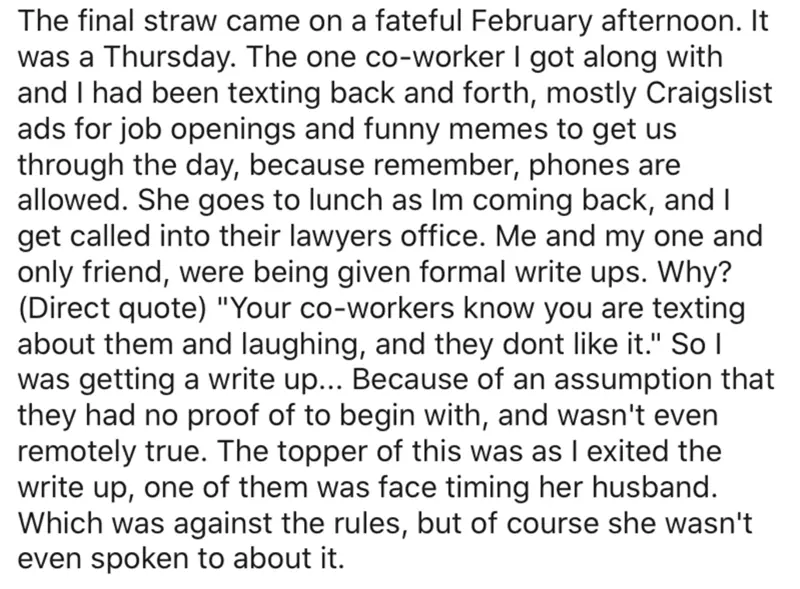 The final straw came on a fateful February afternoon. It
was a Thursday. The one co-worker I got along with
and I had been texting back and forth, mostly Craigslist
ads for job openings and funny memes to get us
through the day, because remember, phones are
allowed. She goes to lunch as Im coming back, and I
get called into their lawyers office. Me and my one and
only friend, were being given formal write ups. Why?
(Direct quote) "Your co-workers know you are texting
about them and laughing, and they dont like it." So I
was getting a write up... Because of an assumption that
they had no proof of to begin with, and wasn't even
remotely true. The topper of this was as I exited the
write up, one of them was face timing her husband.
Which was against the rules, but of course she wasn't
even spoken to about it.